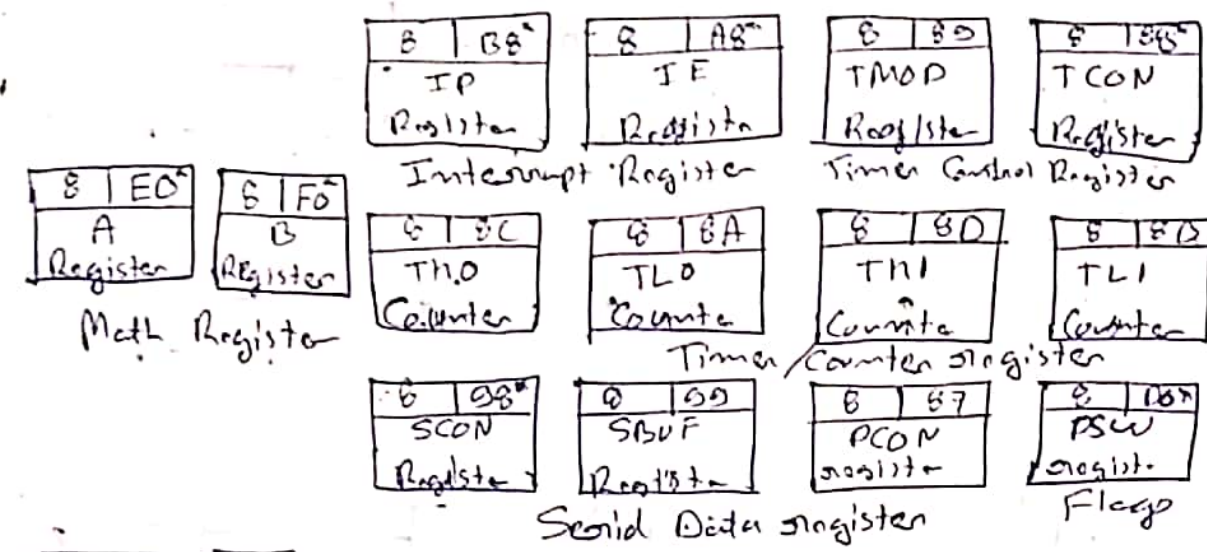 8 B8* 8 A8* 8 89 8 88*
IP IE TMOD TCON
Register Register Register Register
Interrupt Register Timer Control Register
8 E0* 8 F0*
A B
Register Register
Math Register
8 8C 8 8A 8 8D 8 8B
TH0 TL0 TH1 TL1
Counter Counter Counter Counter
Timer/Counter register
8 98* 8 99 8 87 8 D0*
SCON SBUF PCON PSW
Register Register register register
Serial Data register Flags